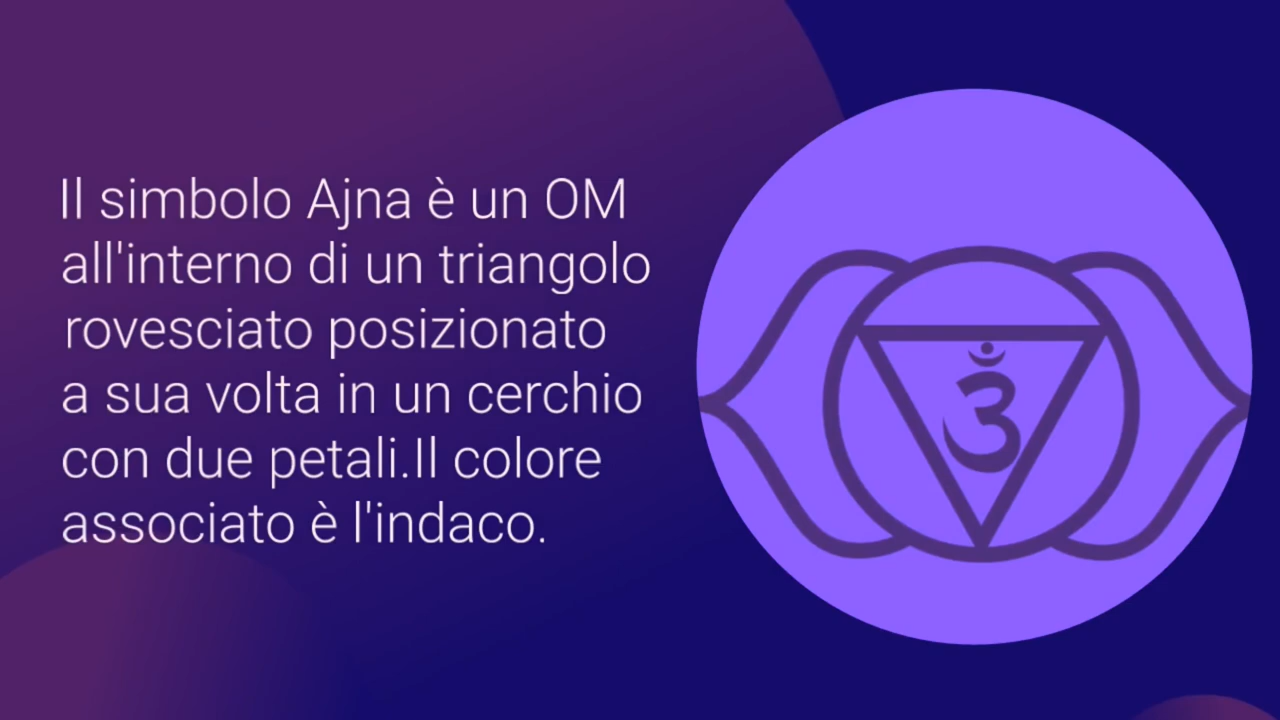 Il simbolo Ajna è un OM
all'interno di un triangolo
rovesciato posizionato
a sua volta in un cerchio
con due petali.Il colore
associato è l'indaco.
ॐ